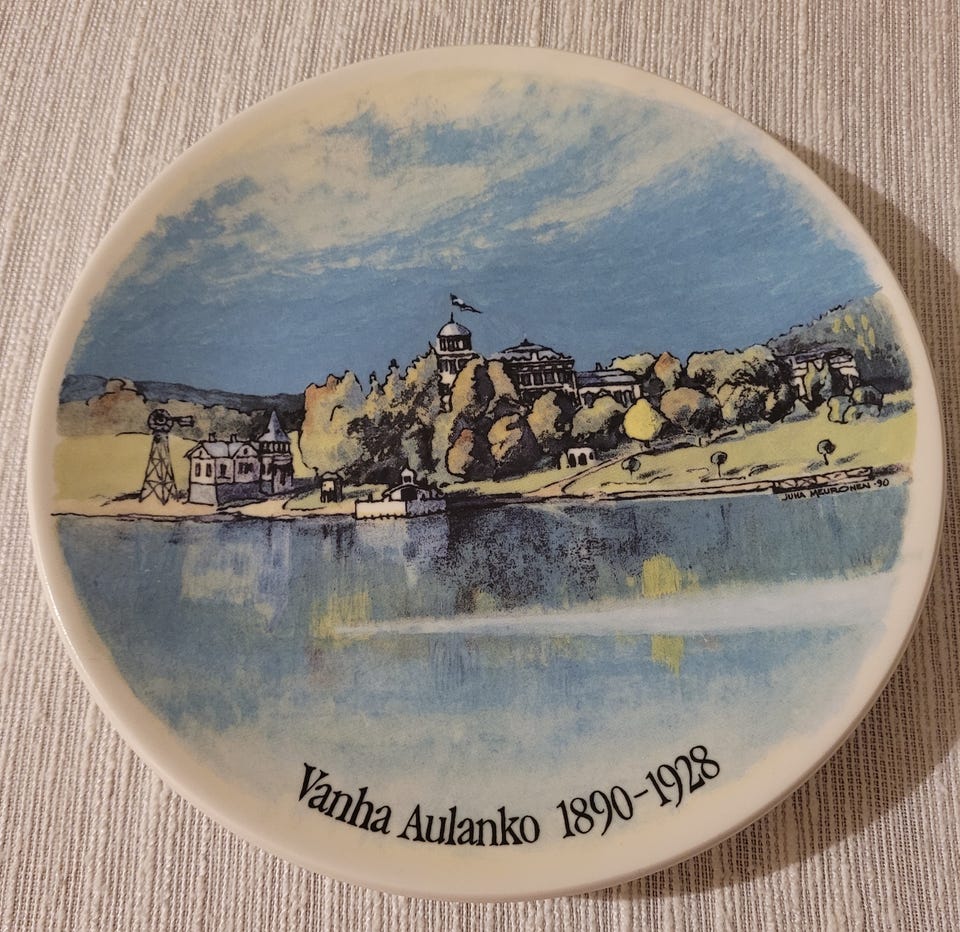 JUHA MEURONEN -90
Vanha Aulanko 1890-1928